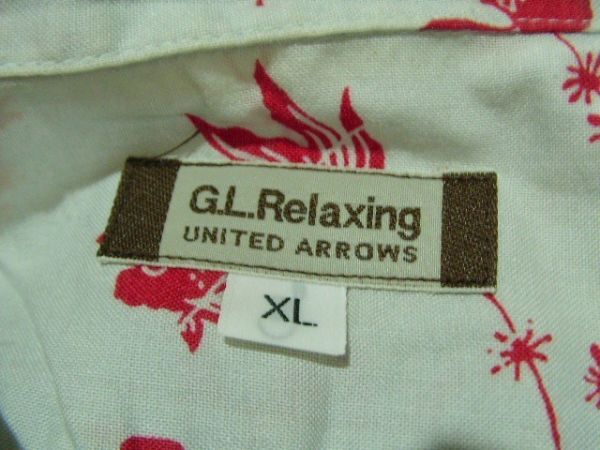 G.L.Relaxing
UNITED ARROWS
XL